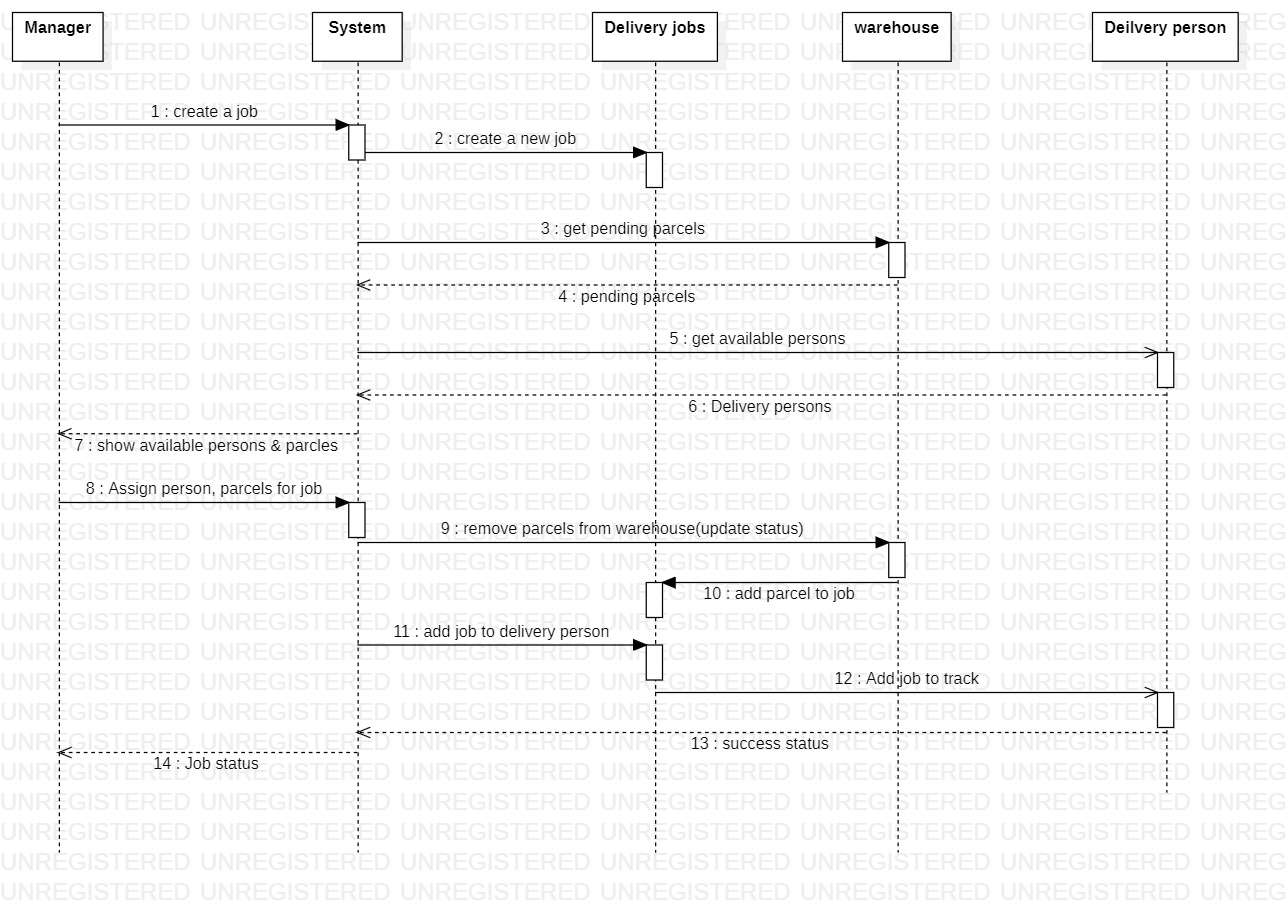 Manager
System
Delivery jobs
warehouse
Deilvery person
1 : create a job
2 : create a new job
3 : get pending parcels
4 : pending parcels
5 : get available persons
6 : Delivery persons
7 : show available persons & parcles
8 : Assign person, parcels for job
9 : remove parcels from warehouse(update status)
10 : add parcel to job
11 : add job to delivery person
12 : Add job to track
13 : success status
14 : Job status
UNREGISTERED